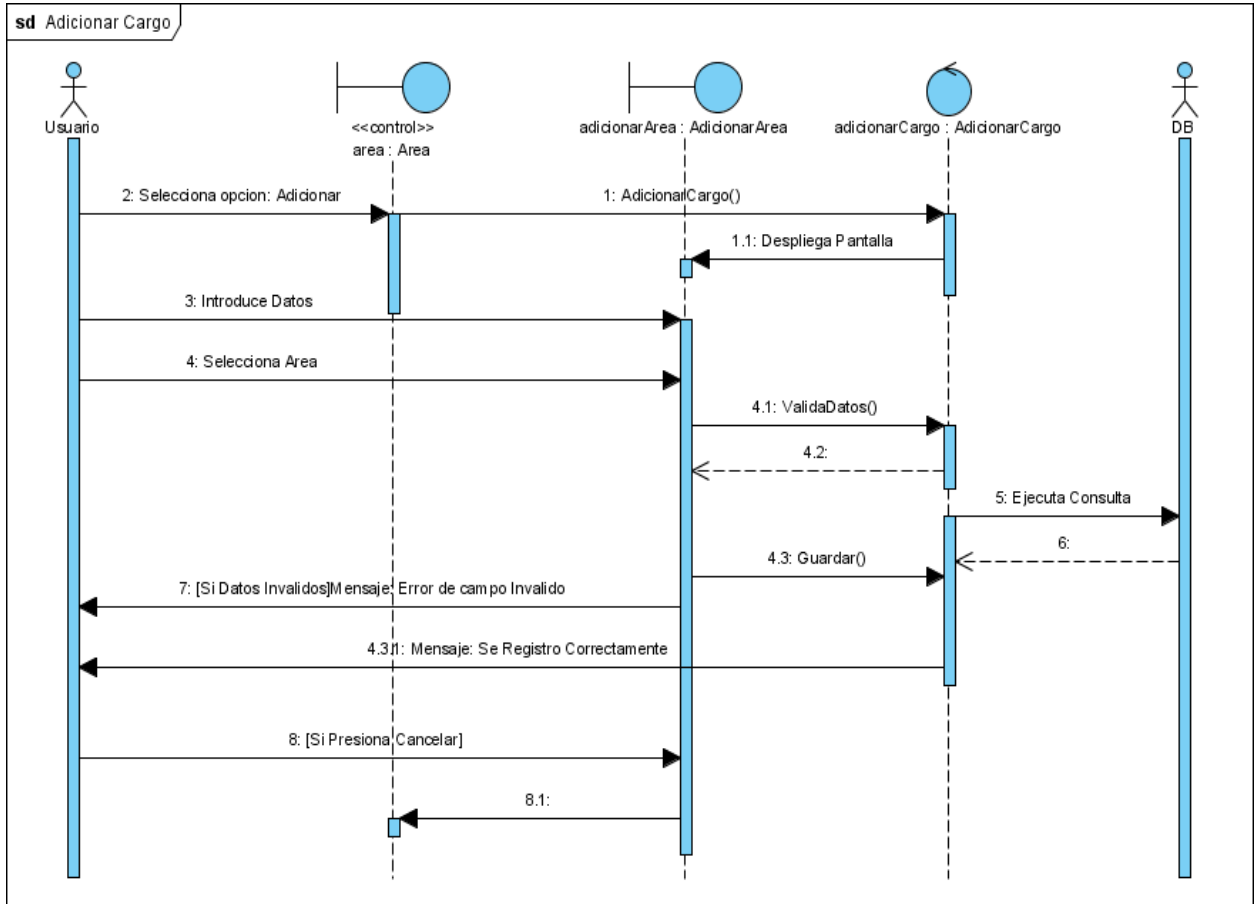 sd Adicionar Cargo
Usuario
<<control>>
area : Area
adicionarArea : AdicionarArea
adicionarCargo : AdicionarCargo
DB
2: Selecciona opcion: Adicionar
1: AdicionarCargo()
1.1: Despliega Pantalla
3: Introduce Datos
4: Selecciona Area
4.1: ValidaDatos()
4.2:
5: Ejecuta Consulta
6:
4.3: Guardar()
7: [Si Datos Invalidos]Mensaje: Error de campo Invalido
4.3.1: Mensaje: Se Registro Correctamente
8: [Si Presiona Cancelar]
8.1: